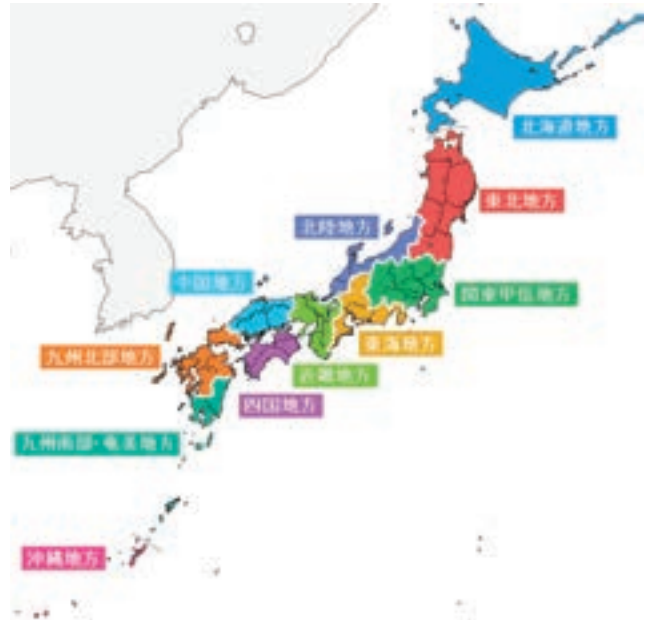 北海道地方
東北地方
北陸地方
中国地方
関東甲信地方
東海地方
九州北部地方
近畿地方
四国地方
九州南部・奄美地方
沖縄地方